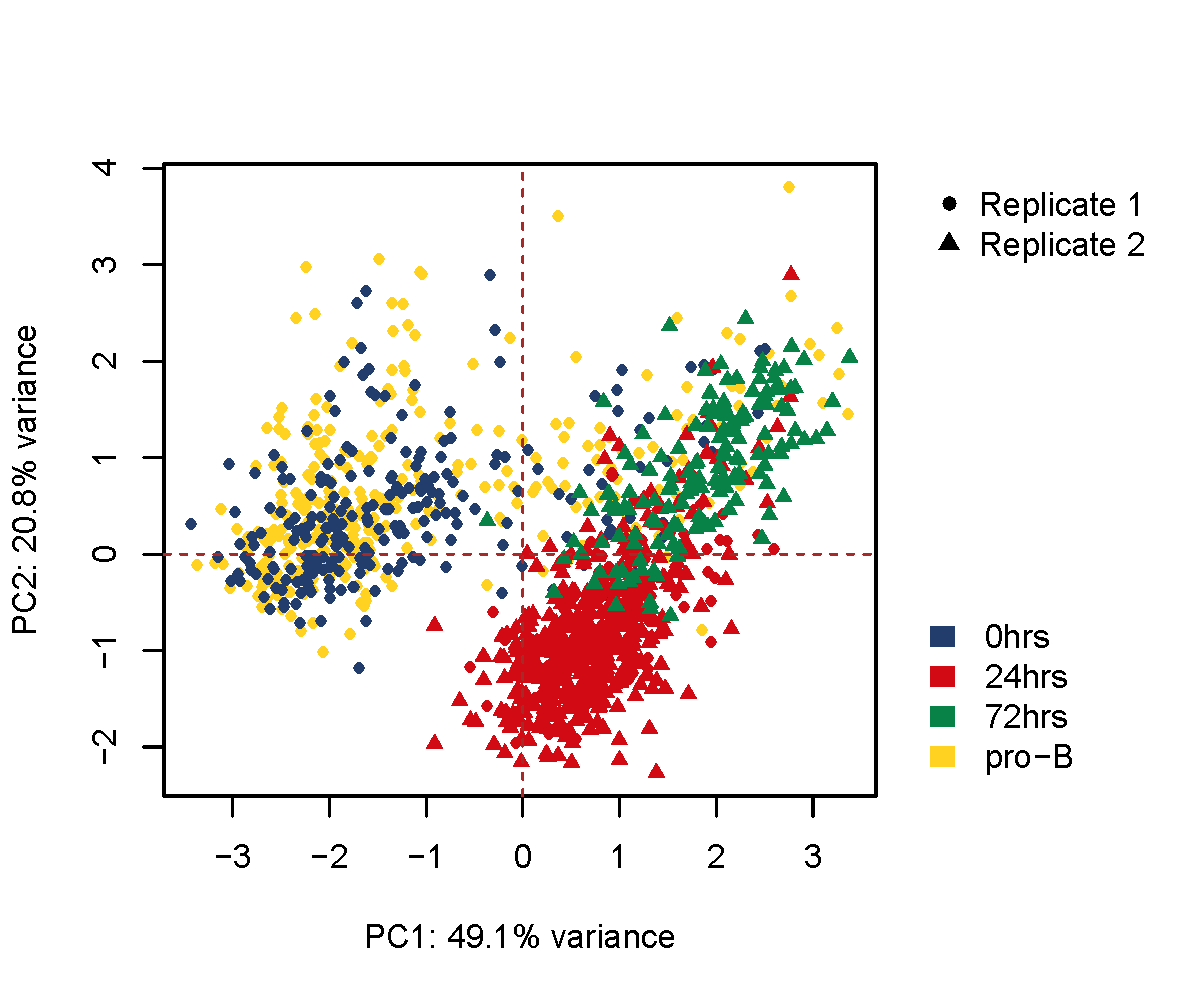 4
3
2
1
0
−1
−2
PC2: 20.8% variance
−3 −2 −1 0 1 2 3
PC1: 49.1% variance
Replicate 1
Replicate 2
0hrs
24hrs
72hrs
pro−B